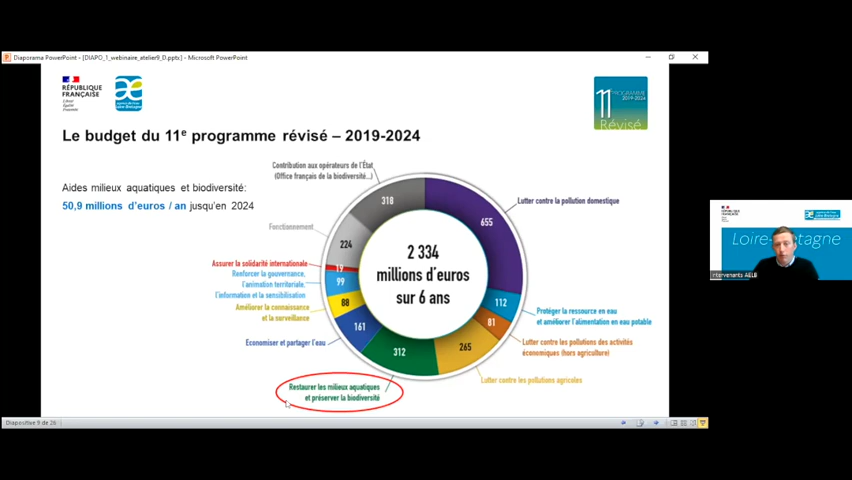 Diaporama PowerPoint - [DIAPO_1_webinaire_atelier9_D.pptx] - Microsoft PowerPoint
RÉPUBLIQUE
FRANÇAISE
Liberté
Égalité
Fraternité
agence de l'eau
Loire-Bretagne
11e PROGRAMME
2019-2024
Révisé
Le budget du 11e programme révisé – 2019-2024
Aides milieux aquatiques et biodiversité:
50,9 millions d'euros / an jusqu'en 2024
Contribution aux opérateurs de l'État
(Office français de la biodiversité...)
318
Lutter contre la pollution domestique
655
Fonctionnement
224
2 334
millions d'euros
sur 6 ans
Assurer la solidarité internationale
19
Renforcer la gouvernance,
l'animation territoriale,
l'information et la sensibilisation
99
Améliorer la connaissance
et la surveillance
88
112
Protéger la ressource en eau
et améliorer l'alimentation en eau potable
81
Lutter contre les pollutions des activités
économiques (hors agriculture)
Economiser et partager l'eau
161
312
265
Lutter contre les pollutions agricoles
Restaurer les milieux aquatiques
et préserver la biodiversité
Diapositive 9 de 26
Loire-Bretagne
Intervenants AELB